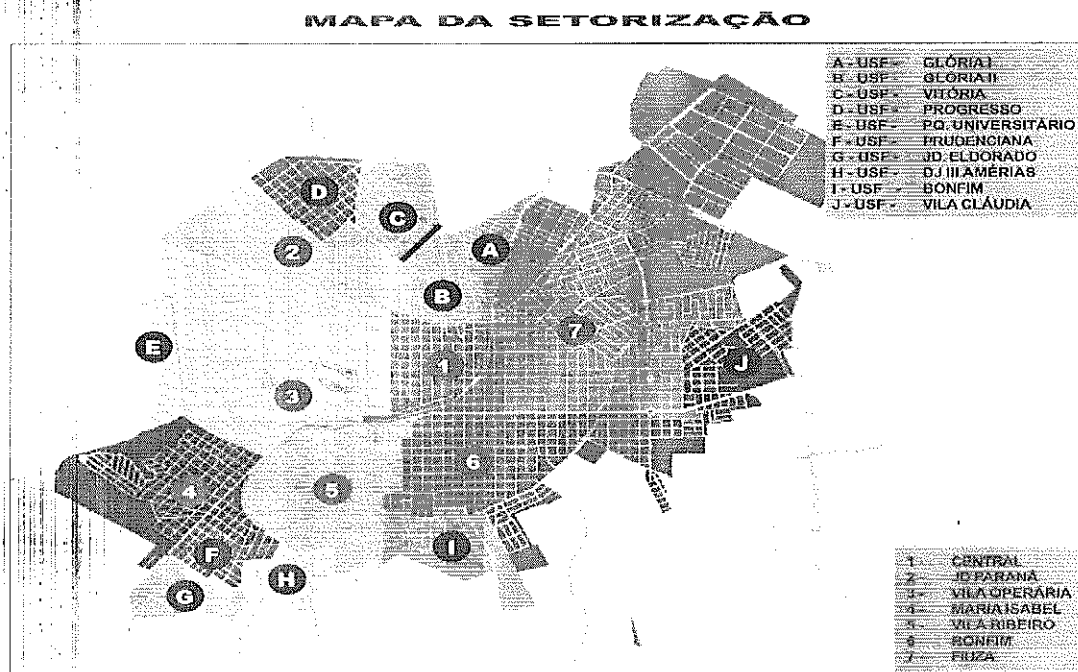 MAPA DA SETORIZAÇÃO
A - USF - GLÓRIA I
B - USF - GLÓRIA II
C - USF - VITÓRIA
D - USF - PROGRESSO
E - USF - PQ. UNIVERSITÁRIO
F - USF - PRUDENCIANA
G - USF - JD. ELDORADO
H - USF - DJ III AMÉRIAS
I - USF - BONFIM
J - USF - VILA CLÁUDIA
D
C
2
A
B
7
E
1
J
3
6
4
5
I
F
H
G
1 - CENTRAL
2 - JD PARANÁ
3 - VILA OPERÁRIA
4 - MARIA ISABEL
5 - VILA RIBEIRO
6 - BONFIM
7 - FIUZA